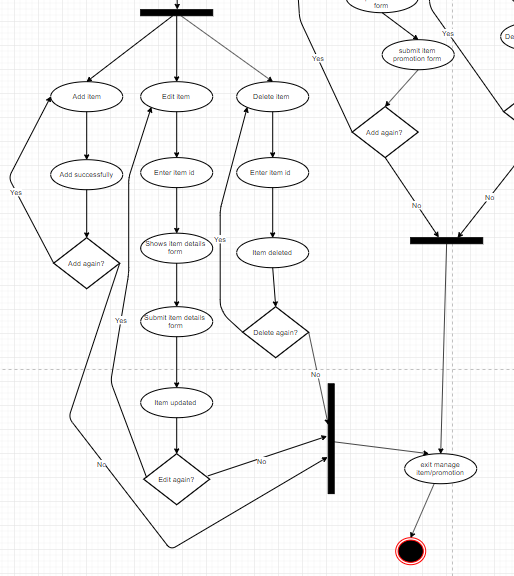 form
Yes
Yes
submit item
promotion form
De
Add item
Edit item
Delete item
Add again?
Add successfully
Enter item id
Enter item id
Yes
No
No
Shows item details
form
Yes
Item deleted
Add again?
Submit item details
form
Yes
Delete again?
No
Item updated
No
No
Edit again?
exit manage
item/promotion